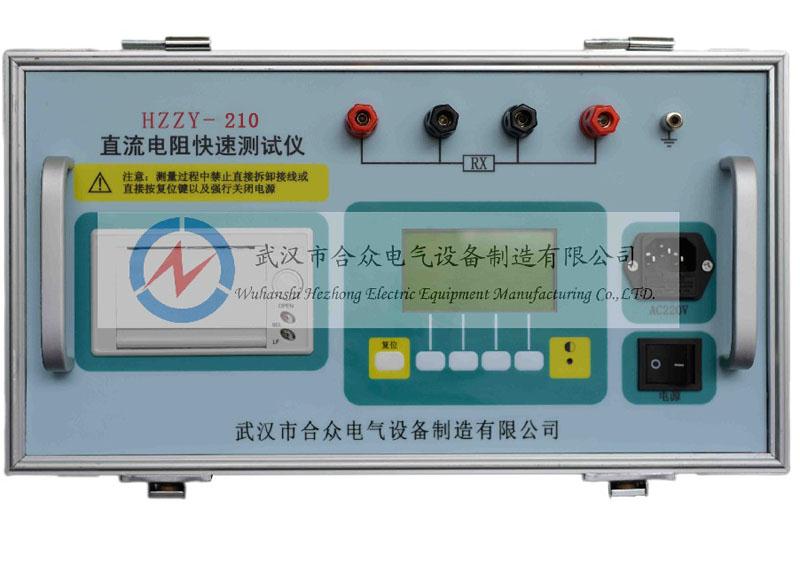 HZZY-210
直流电阻快速测试仪
RX
注意：测量过程中禁止直接拆卸接线或
直接按复位键以及强行关闭电源
武汉市合众电气设备制造有限公司
Wuhanshi Hezhong Electric Equipment Manufacturing Co.,LTD.
OPEN
SEL
LF
AC220V
复位
电源
武汉市合众电气设备制造有限公司